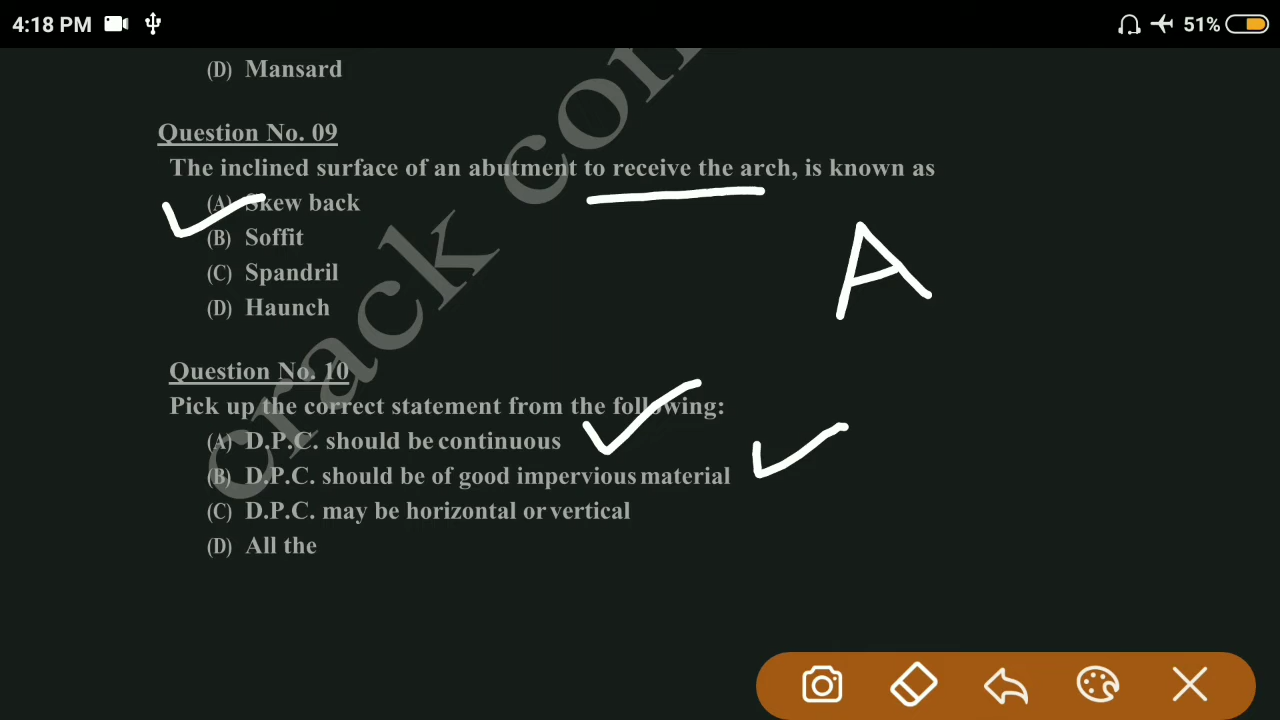 4:18 PM 51%
(D) Mansard
Question No. 09
The inclined surface of an abutment to receive the arch, is known as
(A) Skew back
(B) Soffit
(C) Spandril
(D) Haunch
A
Question No. 10
Pick up the correct statement from the following:
(A) D.P.C. should be continuous
(B) D.P.C. should be of good impervious material
(C) D.P.C. may be horizontal or vertical
(D) All the
crack con